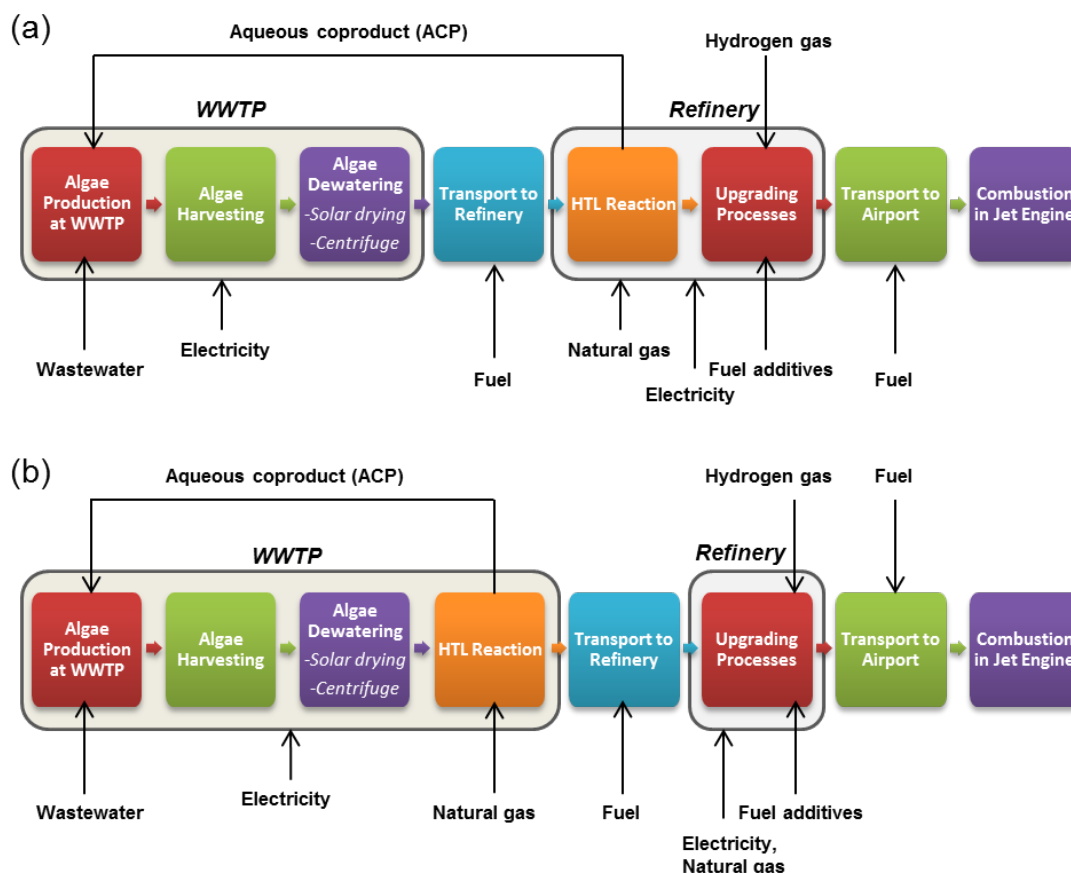 (a)
Aqueous coproduct (ACP)
Hydrogen gas
WWTP
Refinery
Algae
Production
at WWTP
Algae
Harvesting
Algae
Dewatering
-Solar drying
-Centrifuge
Transport to
Refinery
HTL Reaction
Upgrading
Processes
Transport to
Airport
Combustion
in Jet Engine
Wastewater
Electricity
Fuel
Natural gas
Electricity
Fuel additives
Fuel
(b)
Aqueous coproduct (ACP)
Hydrogen gas
Fuel
WWTP
Refinery
Algae
Production
at WWTP
Algae
Harvesting
Algae
Dewatering
-Solar drying
-Centrifuge
HTL Reaction
Transport to
Refinery
Upgrading
Processes
Transport to
Airport
Combustion
in Jet Engine
Wastewater
Electricity
Natural gas
Fuel
Fuel additives
Electricity,
Natural gas